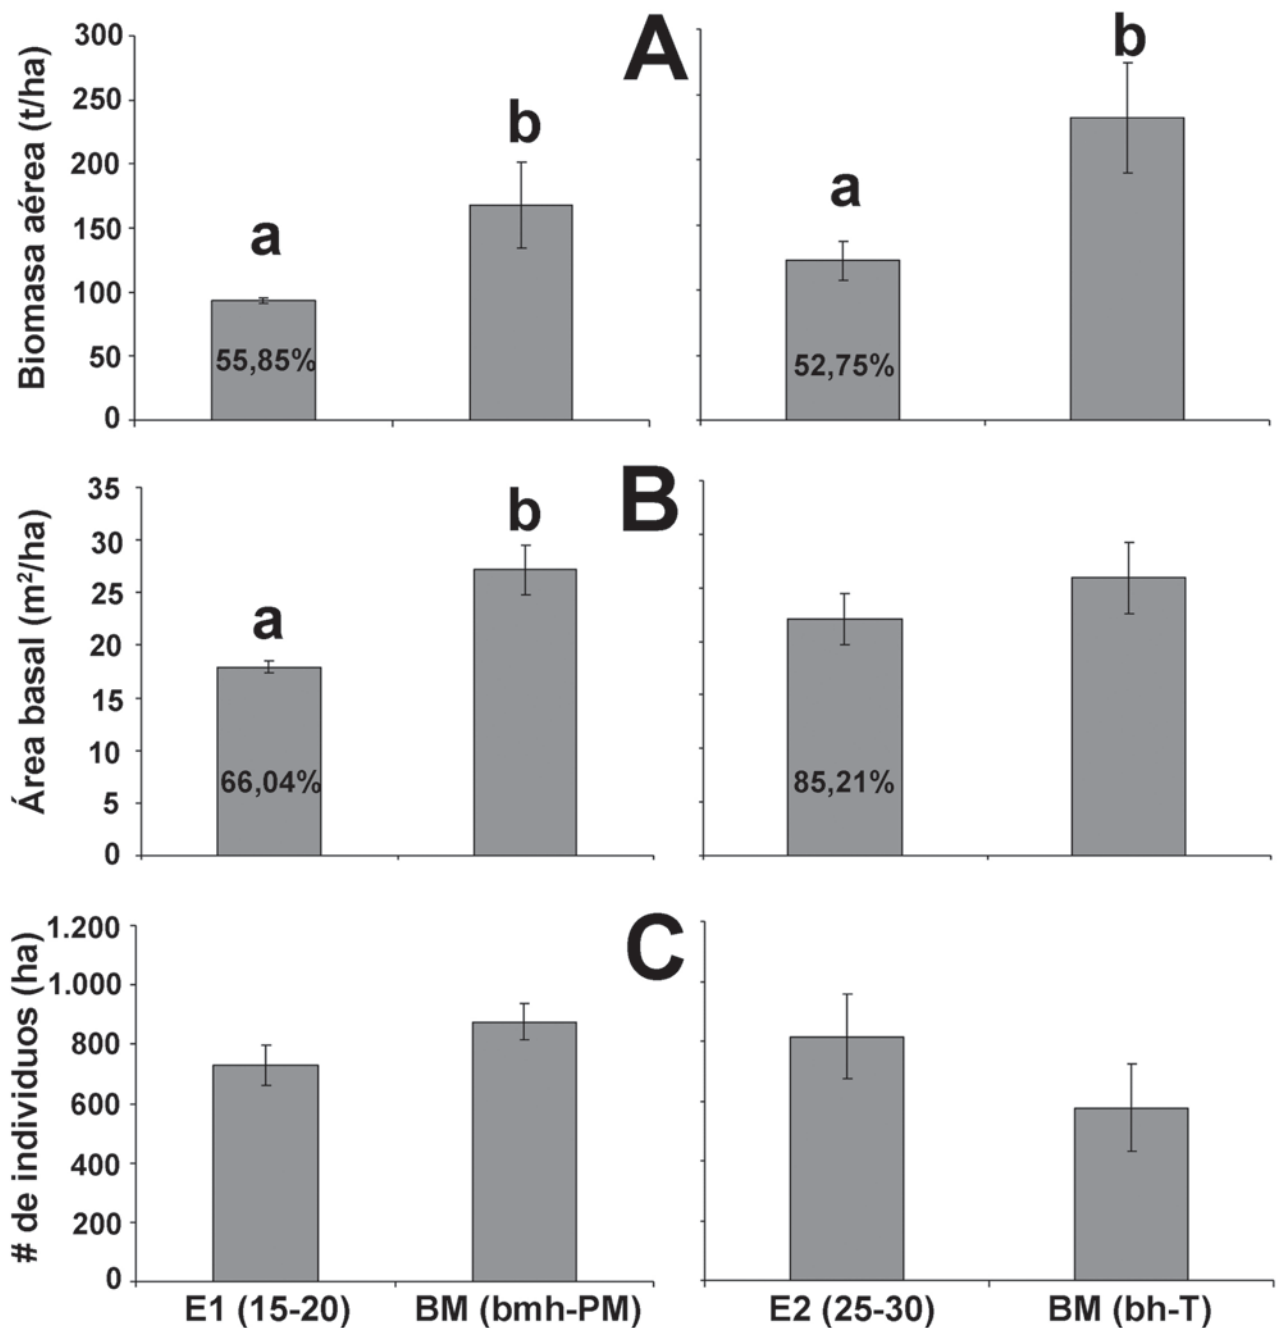 Biomasa aérea (t/ha)
300
250
200
150
100
50
0
A
a
b
55,85%
a
b
52,75%
Área basal (m²/ha)
35
30
25
20
15
10
5
0
B
a
b
66,04%
85,21%
# de individuos (ha)
1.200
1.000
800
600
400
200
0
C
E1 (15-20) BM (bmh-PM) E2 (25-30) BM (bh-T)